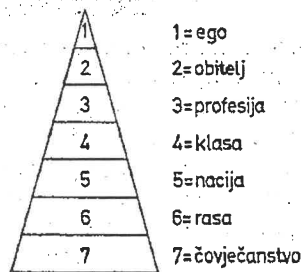 1 1=ego
2 2=obitelj
3 3=profesija
4 4=klasa
5 5=nacija
6 6=rasa
7 7=čovječanstvo